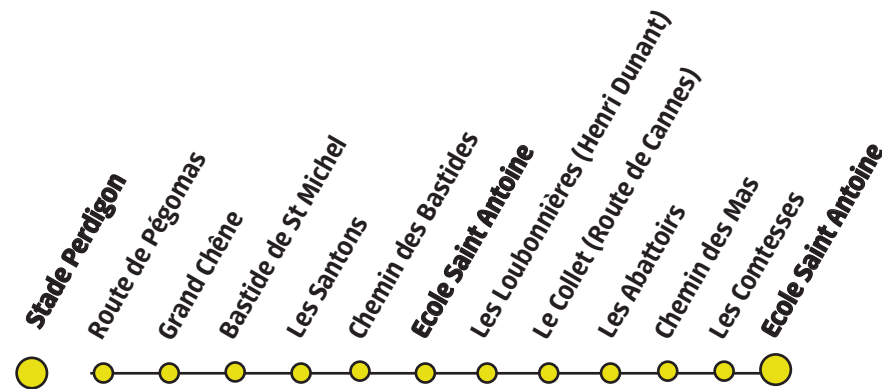 Stade Perdigon
Route de Pégomas
Grand Chêne
Bastide de St Michel
Les Santons
Chemin des Bastides
Ecole Saint Antoine
Les Loubonnières (Henri Dunant)
Le Collet (Route de Cannes)
Les Abattoirs
Chemin des Mas
Les Comtesses
Ecole Saint Antoine